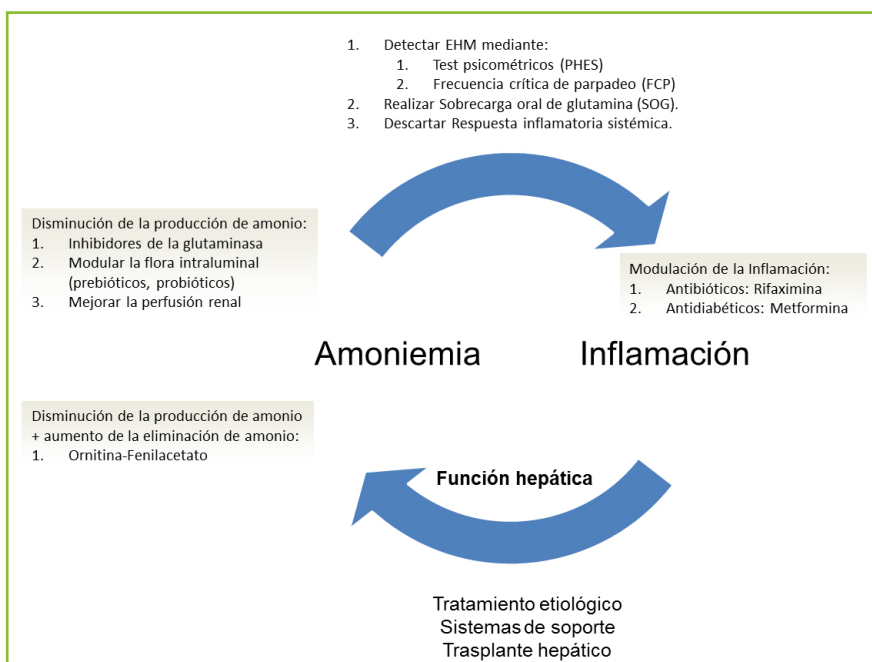 1. Detectar EHM mediante:
1. Test psicométricos (PHES)
2. Frecuencia crítica de parpadeo (FCP)
2. Realizar Sobrecarga oral de glutamina (SOG).
3. Descartar Respuesta inflamatoria sistémica.
Disminución de la producción de amonio:
1. Inhibidores de la glutaminasa
2. Modular la flora intraluminal
(prebióticos, probióticos)
3. Mejorar la perfusión renal
Modulación de la Inflamación:
1. Antibióticos: Rifaximina
2. Antidiabéticos: Metformina
Amoniemia
Inflamación
Disminución de la producción de amonio
+ aumento de la eliminación de amonio:
1. Ornitina-Fenilacetato
Función hepática
Tratamiento etiológico
Sistemas de soporte
Trasplante hepático